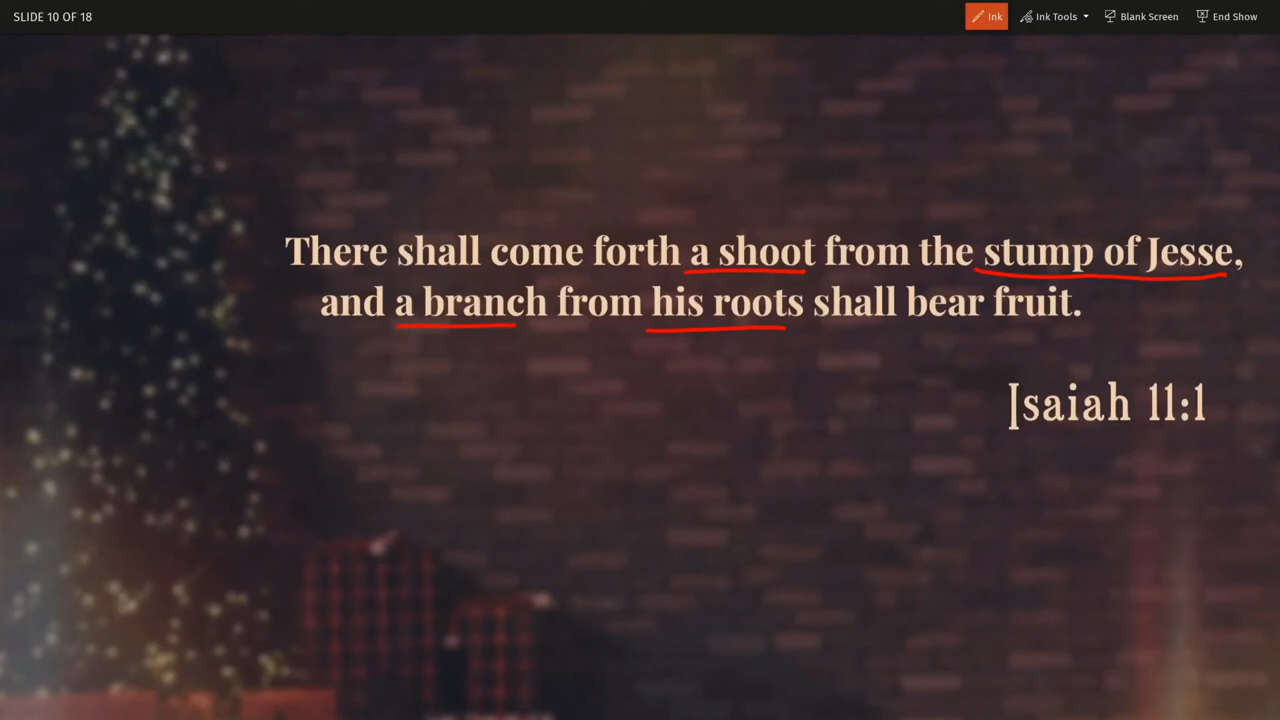 SLIDE 10 OF 18
Ink
Ink Tools
Blank Screen
End Show
There shall come forth a shoot from the stump of Jesse,
and a branch from his roots shall bear fruit.
Isaiah 11:1